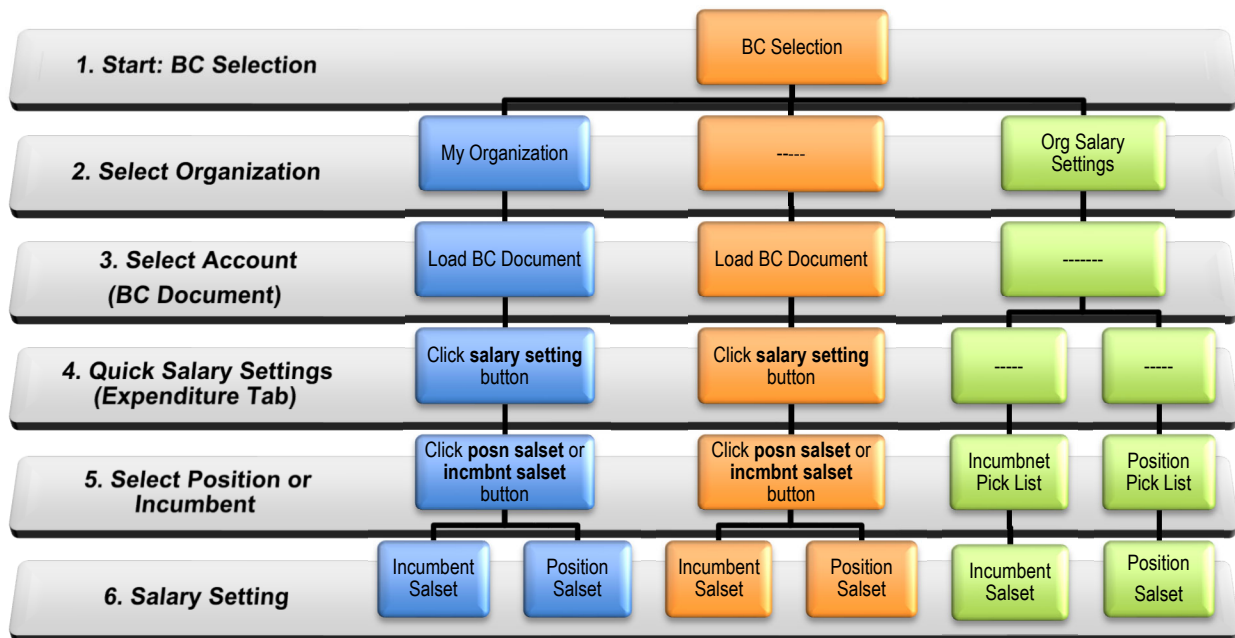 1. Start: BC Selection
BC Selection
2. Select Organization
My Organization
-----
Org Salary
Settings
3. Select Account
(BC Document)
Load BC Document
Load BC Document
-------
4. Quick Salary Settings
(Expenditure Tab)
Click salary setting
button
Click salary setting
button
-----
-----
5. Select Position or
Incumbent
Click posn salset or
incmbnt salset
button
Click posn salset or
incmbnt salset
button
Incumbnet
Pick List
Position
Pick List
6. Salary Setting
Incumbent
Salset
Position
Salset
Incumbent
Salset
Position
Salset
Incumbent
Salset
Position
Salset